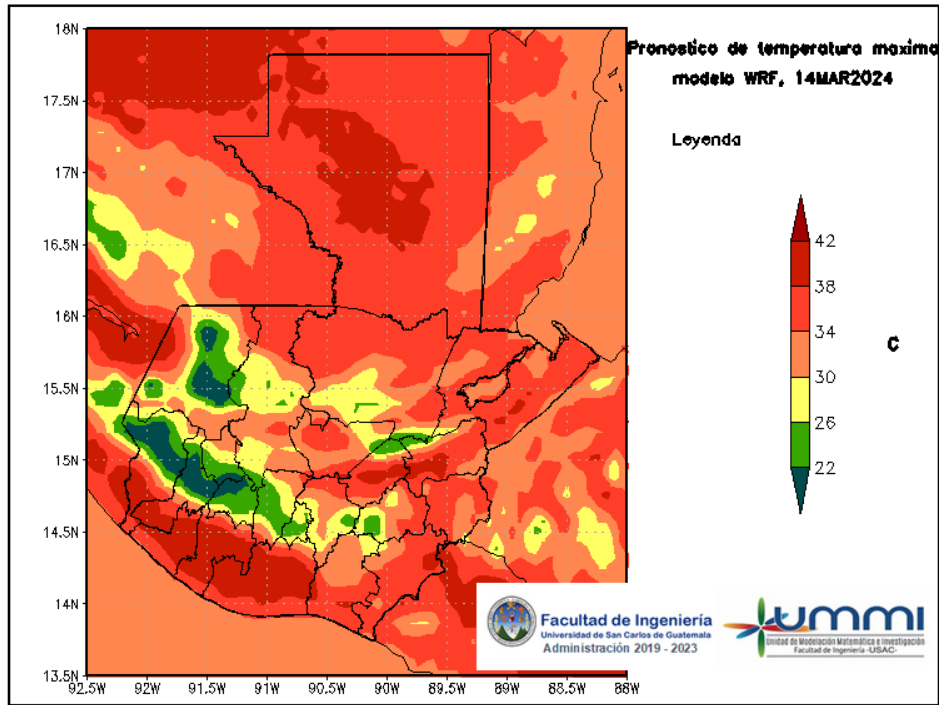 Pronostico de temperatura maxima
modelo WRF, 14MAR2024
Leyenda
42
38
34
30
26
22
C
18N
17.5N
17N
16.5N
16N
15.5N
15N
14.5N
14N
13.5N
92.5W
92W
91.5W
91W
90.5W
90W
89.5W
89W
88.5W
88W
Facultad de Ingeniería
Universidad de San Carlos de Guatemala
Administración 2019 - 2023
UMMI
Unidad de Modelación Matemática e Investigación
Facultad de Ingeniería -USAC-